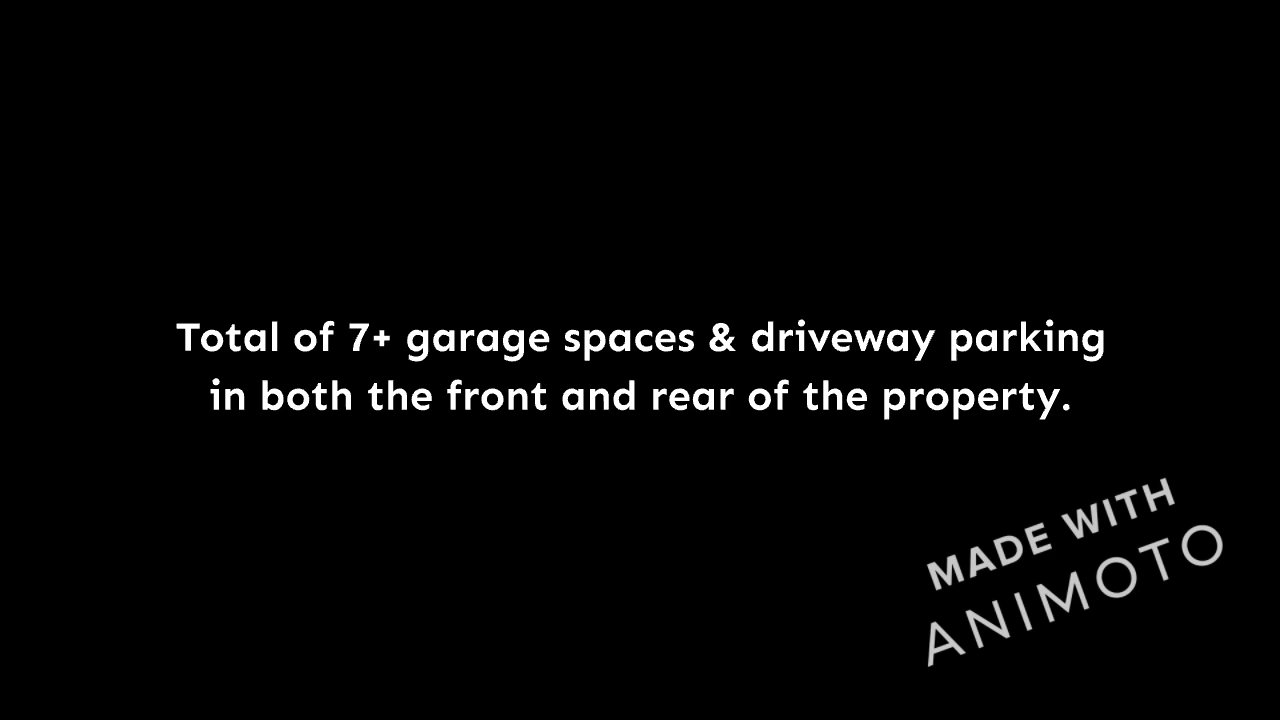 Total of 7+ garage spaces & driveway parking
in both the front and rear of the property.
MADE WITH
ANIMOTO